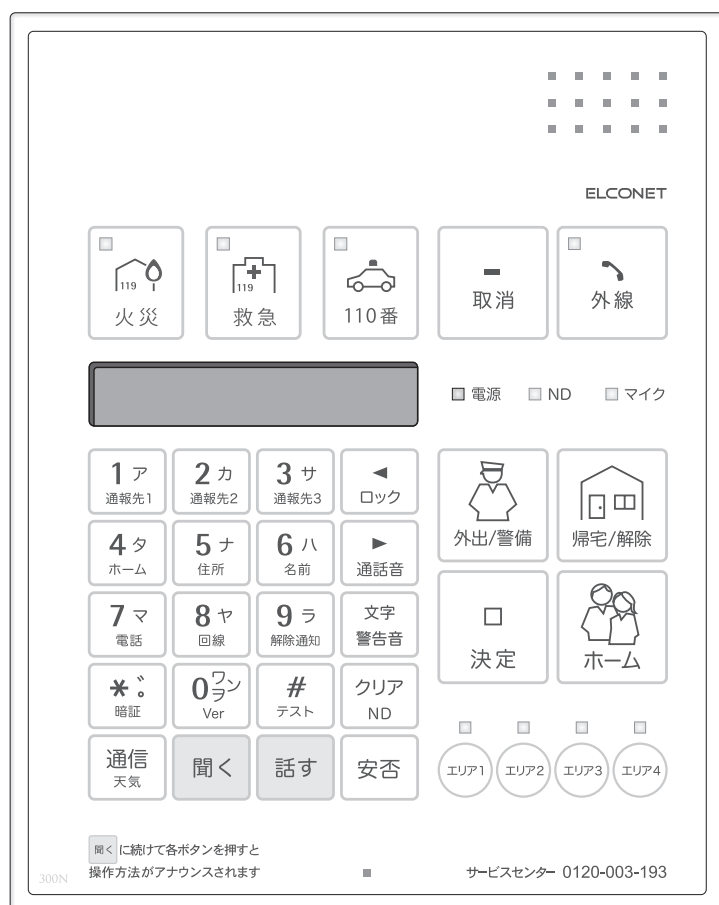 ELCONET
119
火災
119
救急
110番
取消
外線
電源 ND マイク
1 ア
通報先1
2 カ
通報先2
3 サ
通報先3
◀
ロック
外出/警備
帰宅/解除
4 タ
ホーム
5 ナ
住所
6 ハ
名前
▶
通話音
7 マ
電話
8 ヤ
回線
9 ラ
解除通知
文字
警告音
決定
ホーム
* ゛゜
暗証
0 ワヲン
Ver
#
テスト
クリア
ND
通信
天気
聞く
話す
安否
エリア1
エリア2
エリア3
エリア4
聞く に続けて各ボタンを押すと
操作方法がアナウンスされます
300N
サービスセンター 0120-003-193